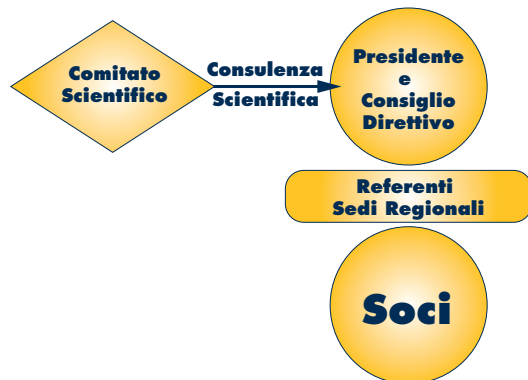 Comitato
Scientifico
Consulenza
Scientifica
Presidente
e
Consiglio
Direttivo
Referenti
Sedi Regionali
Soci